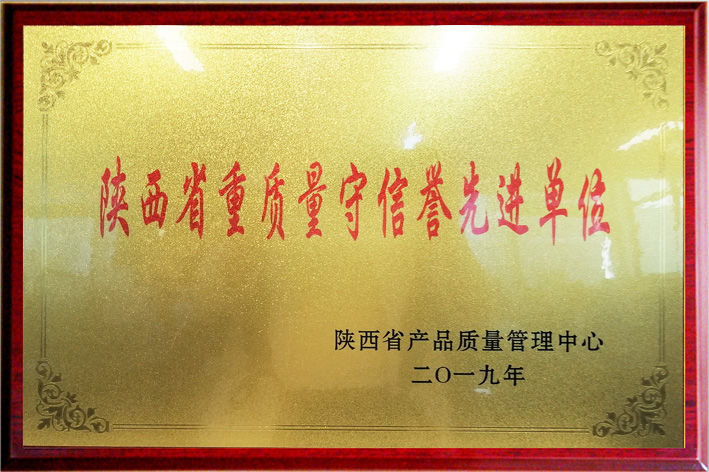 陕西省重质量守信誉先进单位
陕西省产品质量管理中心
二〇一九年